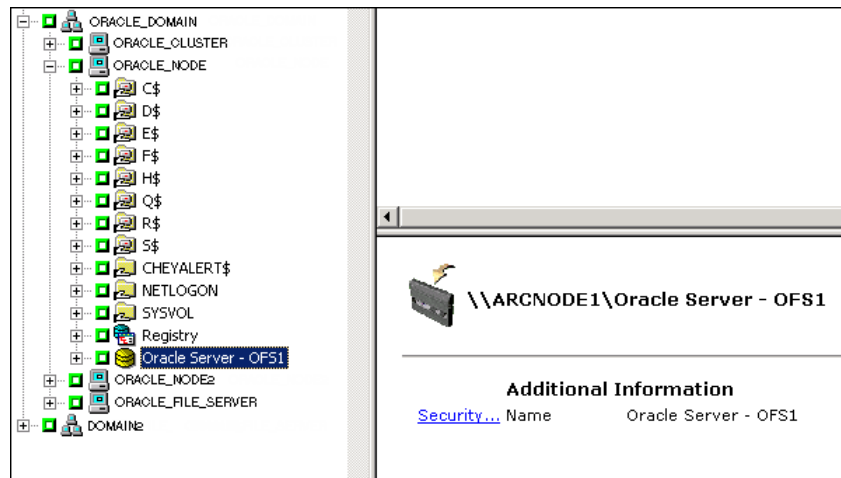 ORACLE_DOMAIN
ORACLE_CLUSTER
ORACLE_NODE
C$
D$
E$
F$
H$
Q$
R$
S$
CHEYALERT$
NETLOGON
SYSVOL
Registry
Oracle Server - OFS1
ORACLE_NODE2
ORACLE_FILE_SERVER
DOMAIN2
\\ARCNODE1\Oracle Server - OFS1
Additional Information
Security... Name Oracle Server - OFS1